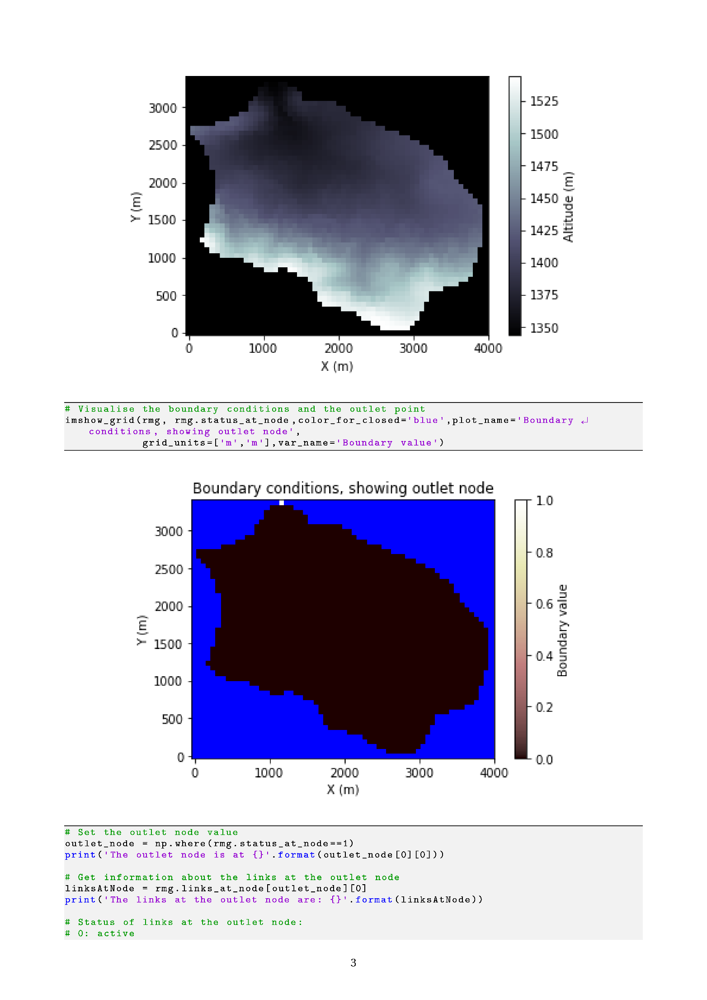 3000
2500
2000
1500
1000
500
0
Y (m)
0 1000 2000 3000 4000
X (m)
1525
1500
1475
1450
1425
1400
1375
1350
Altitude (m)
# Visualise the boundary conditions and the outlet point
imshow_grid(rmg, rmg.status_at_node,color_for_closed='blue',plot_name='Boundary ↵
conditions, showing outlet node',
grid_units=['m','m'],var_name='Boundary value')
Boundary conditions, showing outlet node
3000
2500
2000
1500
1000
500
0
Y (m)
0 1000 2000 3000 4000
X (m)
1.0
0.8
0.6
0.4
0.2
0.0
Boundary value
# Set the outlet node value
outlet_node = np.where(rmg.status_at_node==1)
print('The outlet node is at {}'.format(outlet_node[0][0]))
# Get information about the links at the outlet node
linksAtNode = rmg.links_at_node[outlet_node][0]
print('The links at the outlet node are: {}'.format(linksAtNode))
# Status of links at the outlet node:
# 0: active
3